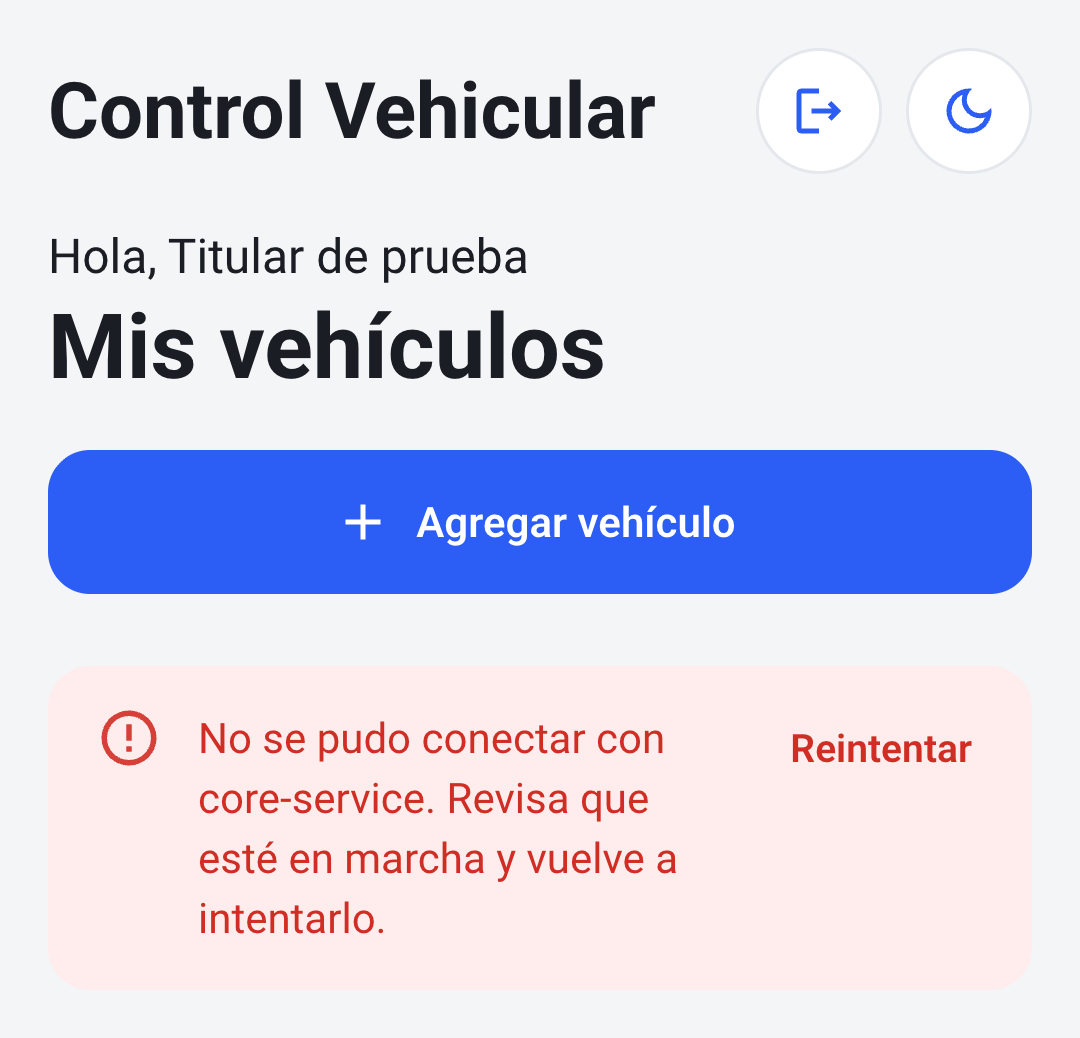 Control Vehicular
Hola, Titular de prueba
Mis vehículos
Agregar vehículo
No se pudo conectar con
core-service. Revisa que
esté en marcha y vuelve a
intentarlo.
Reintentar